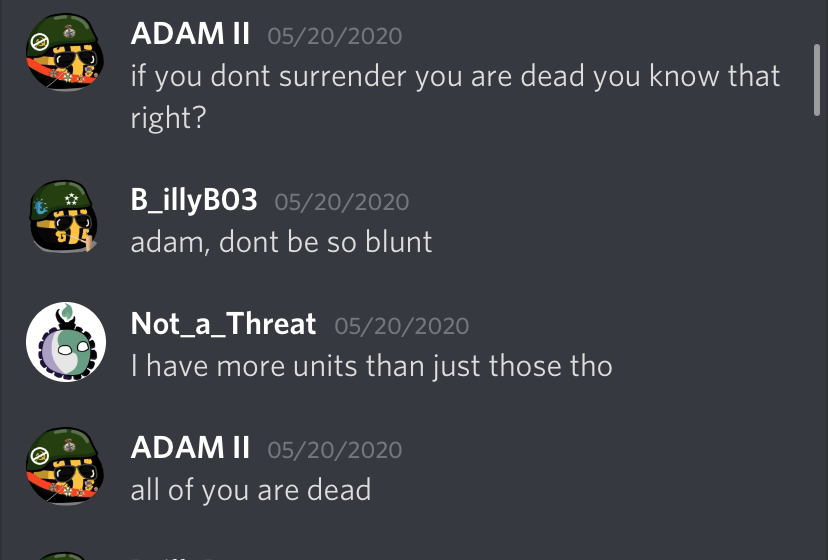 ADAM II 05/20/2020
if you dont surrender you are dead you know that
right?
B_illyB03 05/20/2020
adam, dont be so blunt
Not_a_Threat 05/20/2020
I have more units than just those tho
ADAM II 05/20/2020
all of you are dead